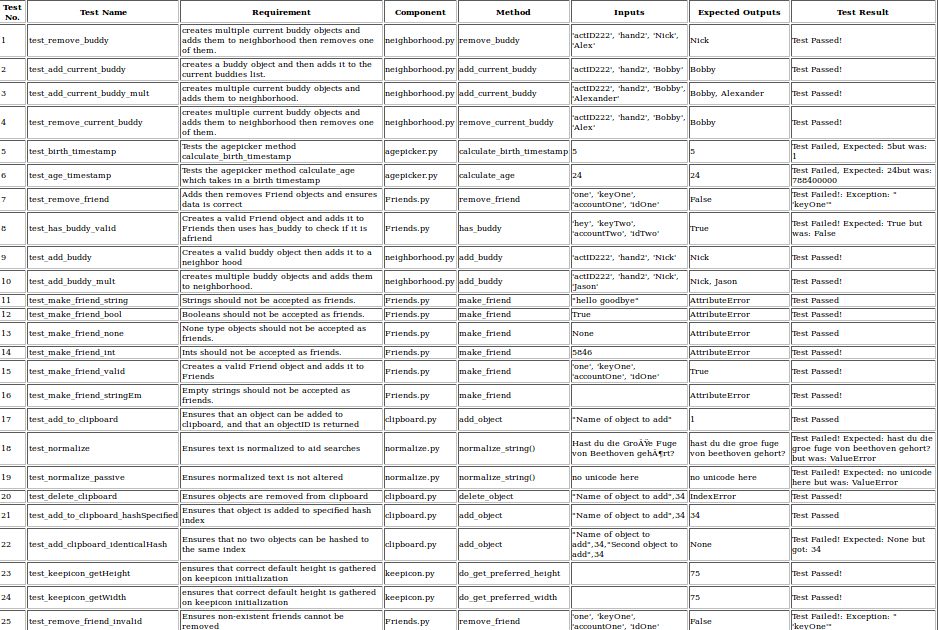 Test No. Test Name Requirement Component Method Inputs Expected Outputs Test Result
1 test_remove_buddy creates multiple current buddy objects and adds them to neighborhood then removes one of them. neighborhood.py remove_buddy 'actID222', 'hand2', 'Nick', 'Alex' Nick Test Passed!
2 test_add_current_buddy creates a buddy object and then adds it to the current buddies list. neighborhood.py add_current_buddy 'actID222', 'hand2', 'Bobby' Bobby Test Passed!
3 test_add_current_buddy_mult creates multiple current buddy objects and adds them to neighborhood. neighborhood.py add_current_buddy 'actID222', 'hand2', 'Bobby', 'Alexander' Bobby, Alexander Test Passed!
4 test_remove_current_buddy creates multiple current buddy objects and adds them to neighborhood then removes one of them. neighborhood.py remove_current_buddy 'actID222', 'hand2', 'Bobby', 'Alex' Bobby Test Passed!
5 test_birth_timestamp Tests the agepicker method calculate_birth_timestamp agepicker.py calculate_birth_timestamp 5 5 Test Failed, Expected: 5but was: 1
6 test_age_timestamp Tests the agepicker method calculate_age which takes in a birth timestamp agepicker.py calculate_age 24 24 Test Failed, Expected: 24but was: 788400000
7 test_remove_friend Adds then removes Friend objects and ensures data is correct Friends.py remove_friend 'one', 'keyOne', 'accountOne', 'idOne' False Test Failed!: Exception: " 'keyOne'"
8 test_has_buddy_valid Creates a valid Friend object and adds it to Friends then uses has_buddy to check if it is afriend Friends.py has_buddy 'hey', 'keyTwo', 'accountTwo', 'idTwo' True Test Failed! Expected: True but was: False
9 test_add_buddy Creates a valid buddy object then adds it to a neighbor hood neighborhood.py add_buddy 'actID222', 'hand2', 'Nick' Nick Test Passed!
10 test_add_buddy_mult creates multiple buddy objects and adds them to neighborhood. neighborhood.py add_buddy 'actID222', 'hand2', 'Nick', 'Jason' Nick, Jason Test Passed!
11 test_make_friend_string Strings should not be accepted as friends. Friends.py make_friend "hello goodbye" AttributeError Test Passed
12 test_make_friend_bool Booleans should not be accepted as friends. Friends.py make_friend True AttributeError Test Passed!
13 test_make_friend_none None type objects should not be accepted as friends. Friends.py make_friend None AttributeError Test Passed
14 test_make_friend_int Ints should not be accepted as friends. Friends.py make_friend 5846 AttributeError Test Passed!
15 test_make_friend_valid Creates a valid Friend object and adds it to Friends Friends.py make_friend 'one', 'keyOne', 'accountOne', 'idOne' True Test Passed!
16 test_make_friend_stringEm Empty strings should not be accepted as friends. Friends.py make_friend AttributeError Test Passed!
17 test_add_to_clipboard Ensures that an object can be added to clipboard, and that an objectID is returned clipboard.py add_object "Name of object to add" 1 Test Passed
18 test_normalize Ensures text is normalized to aid searches normalize.py normalize_string() Hast du die GroÃŸe Fuge von Beethoven gehÃ¶rt? hast du die groe fuge von beethoven gehort? Test Failed! Expected: hast du die groe fuge von beethoven gehort? but was: ValueError
19 test_normalize_passive Ensures normalized text is not altered normalize.py normalize_string() no unicode here no unicode here Test Failed! Expected: no unicode here but was: ValueError
20 test_delete_clipboard Ensures objects are removed from clipboard clipboard.py delete_object "Name of object to add",34 IndexError Test Passed!
21 test_add_to_clipboard_hashSpecified Ensures that object is added to specified hash index clipboard.py add_object "Name of object to add",34 34 Test Passed
22 test_add_clipboard_identicalHash Ensures that no two objects can be hashed to the same index clipboard.py add_object "Name of object to add",34,"Second object to add",34 None Test Failed! Expected: None but got: 34
23 test_keepicon_getHeight ensures that correct default height is gathered on keepicon initialization keepicon.py do_get_preferred_height 75 Test Passed!
24 test_keepicon_getWidth ensures that correct default height is gathered on keepicon initialization keepicon.py do_get_preferred_width 75 Test Passed!
25 test_remove_friend_invalid Ensures non-existent friends cannot be removed Friends.py remove_friend 'one', 'keyOne', 'accountOne', 'idOne' False Test Failed!: Exception: " 'keyOne'"